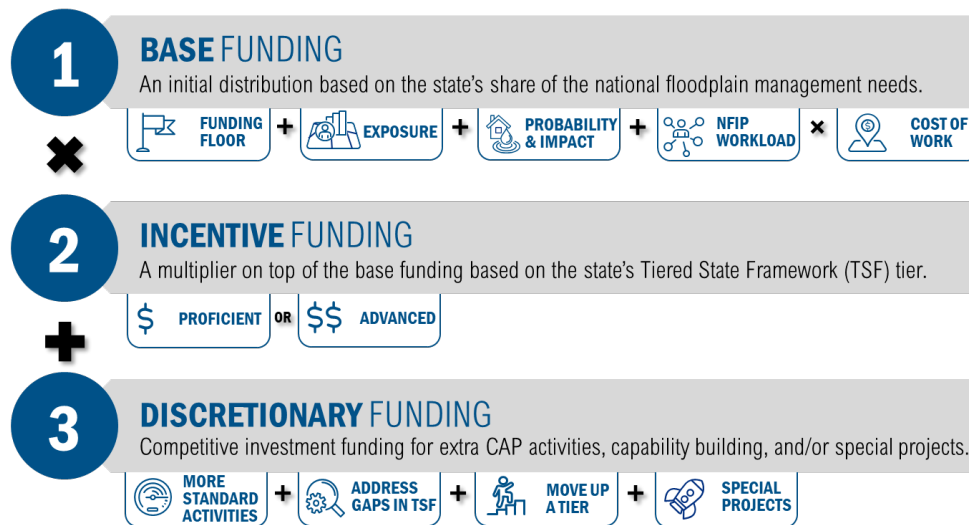 1
BASE FUNDING
An initial distribution based on the state's share of the national floodplain management needs.
FUNDING
FLOOR
+
EXPOSURE
+
PROBABILITY
& IMPACT
+
NFIP
WORKLOAD
×
$
COST OF
WORK
×
2
INCENTIVE FUNDING
A multiplier on top of the base funding based on the state's Tiered State Framework (TSF) tier.
$ PROFICIENT OR $$ ADVANCED
+
3
DISCRETIONARY FUNDING
Competitive investment funding for extra CAP activities, capability building, and/or special projects.
MORE
STANDARD
ACTIVITIES
+
ADDRESS
GAPS IN TSF
+
MOVE UP
A TIER
+
SPECIAL
PROJECTS